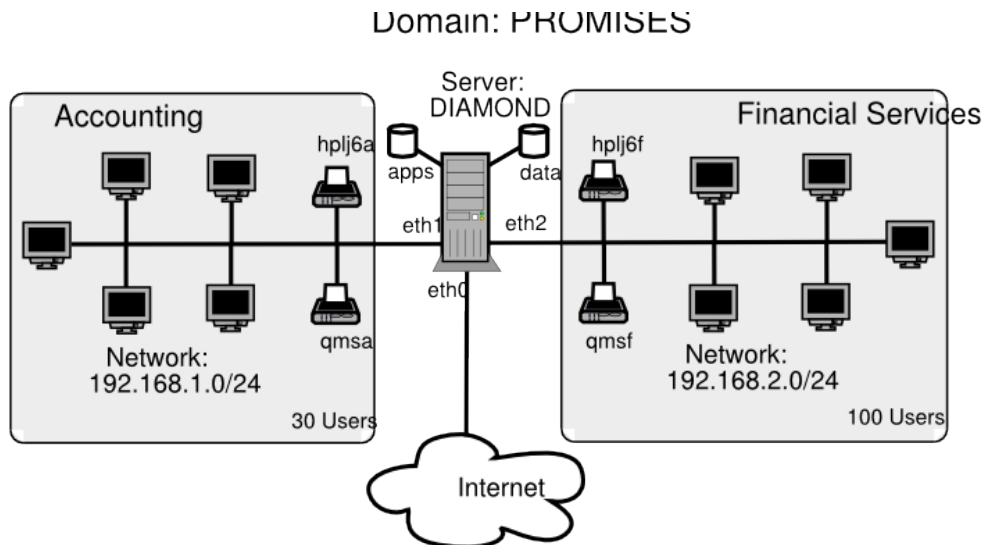 Domain: PROMISES
Server:
DIAMOND
Accounting
Financial Services
hplj6a
apps
data
hplj6f
eth1
eth2
eth0
qmsa
qmsf
Network:
192.168.1.0/24
Network:
192.168.2.0/24
30 Users
100 Users
Internet